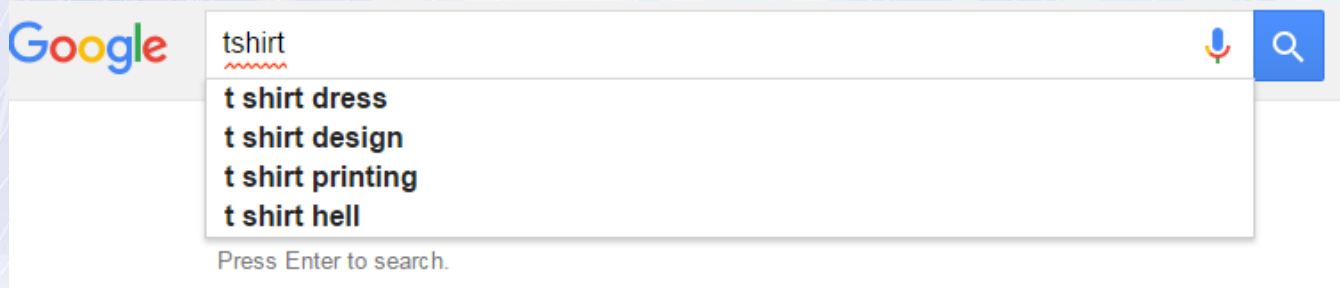 Google tshirt
t shirt dress
t shirt design
t shirt printing
t shirt hell
Press Enter to search.